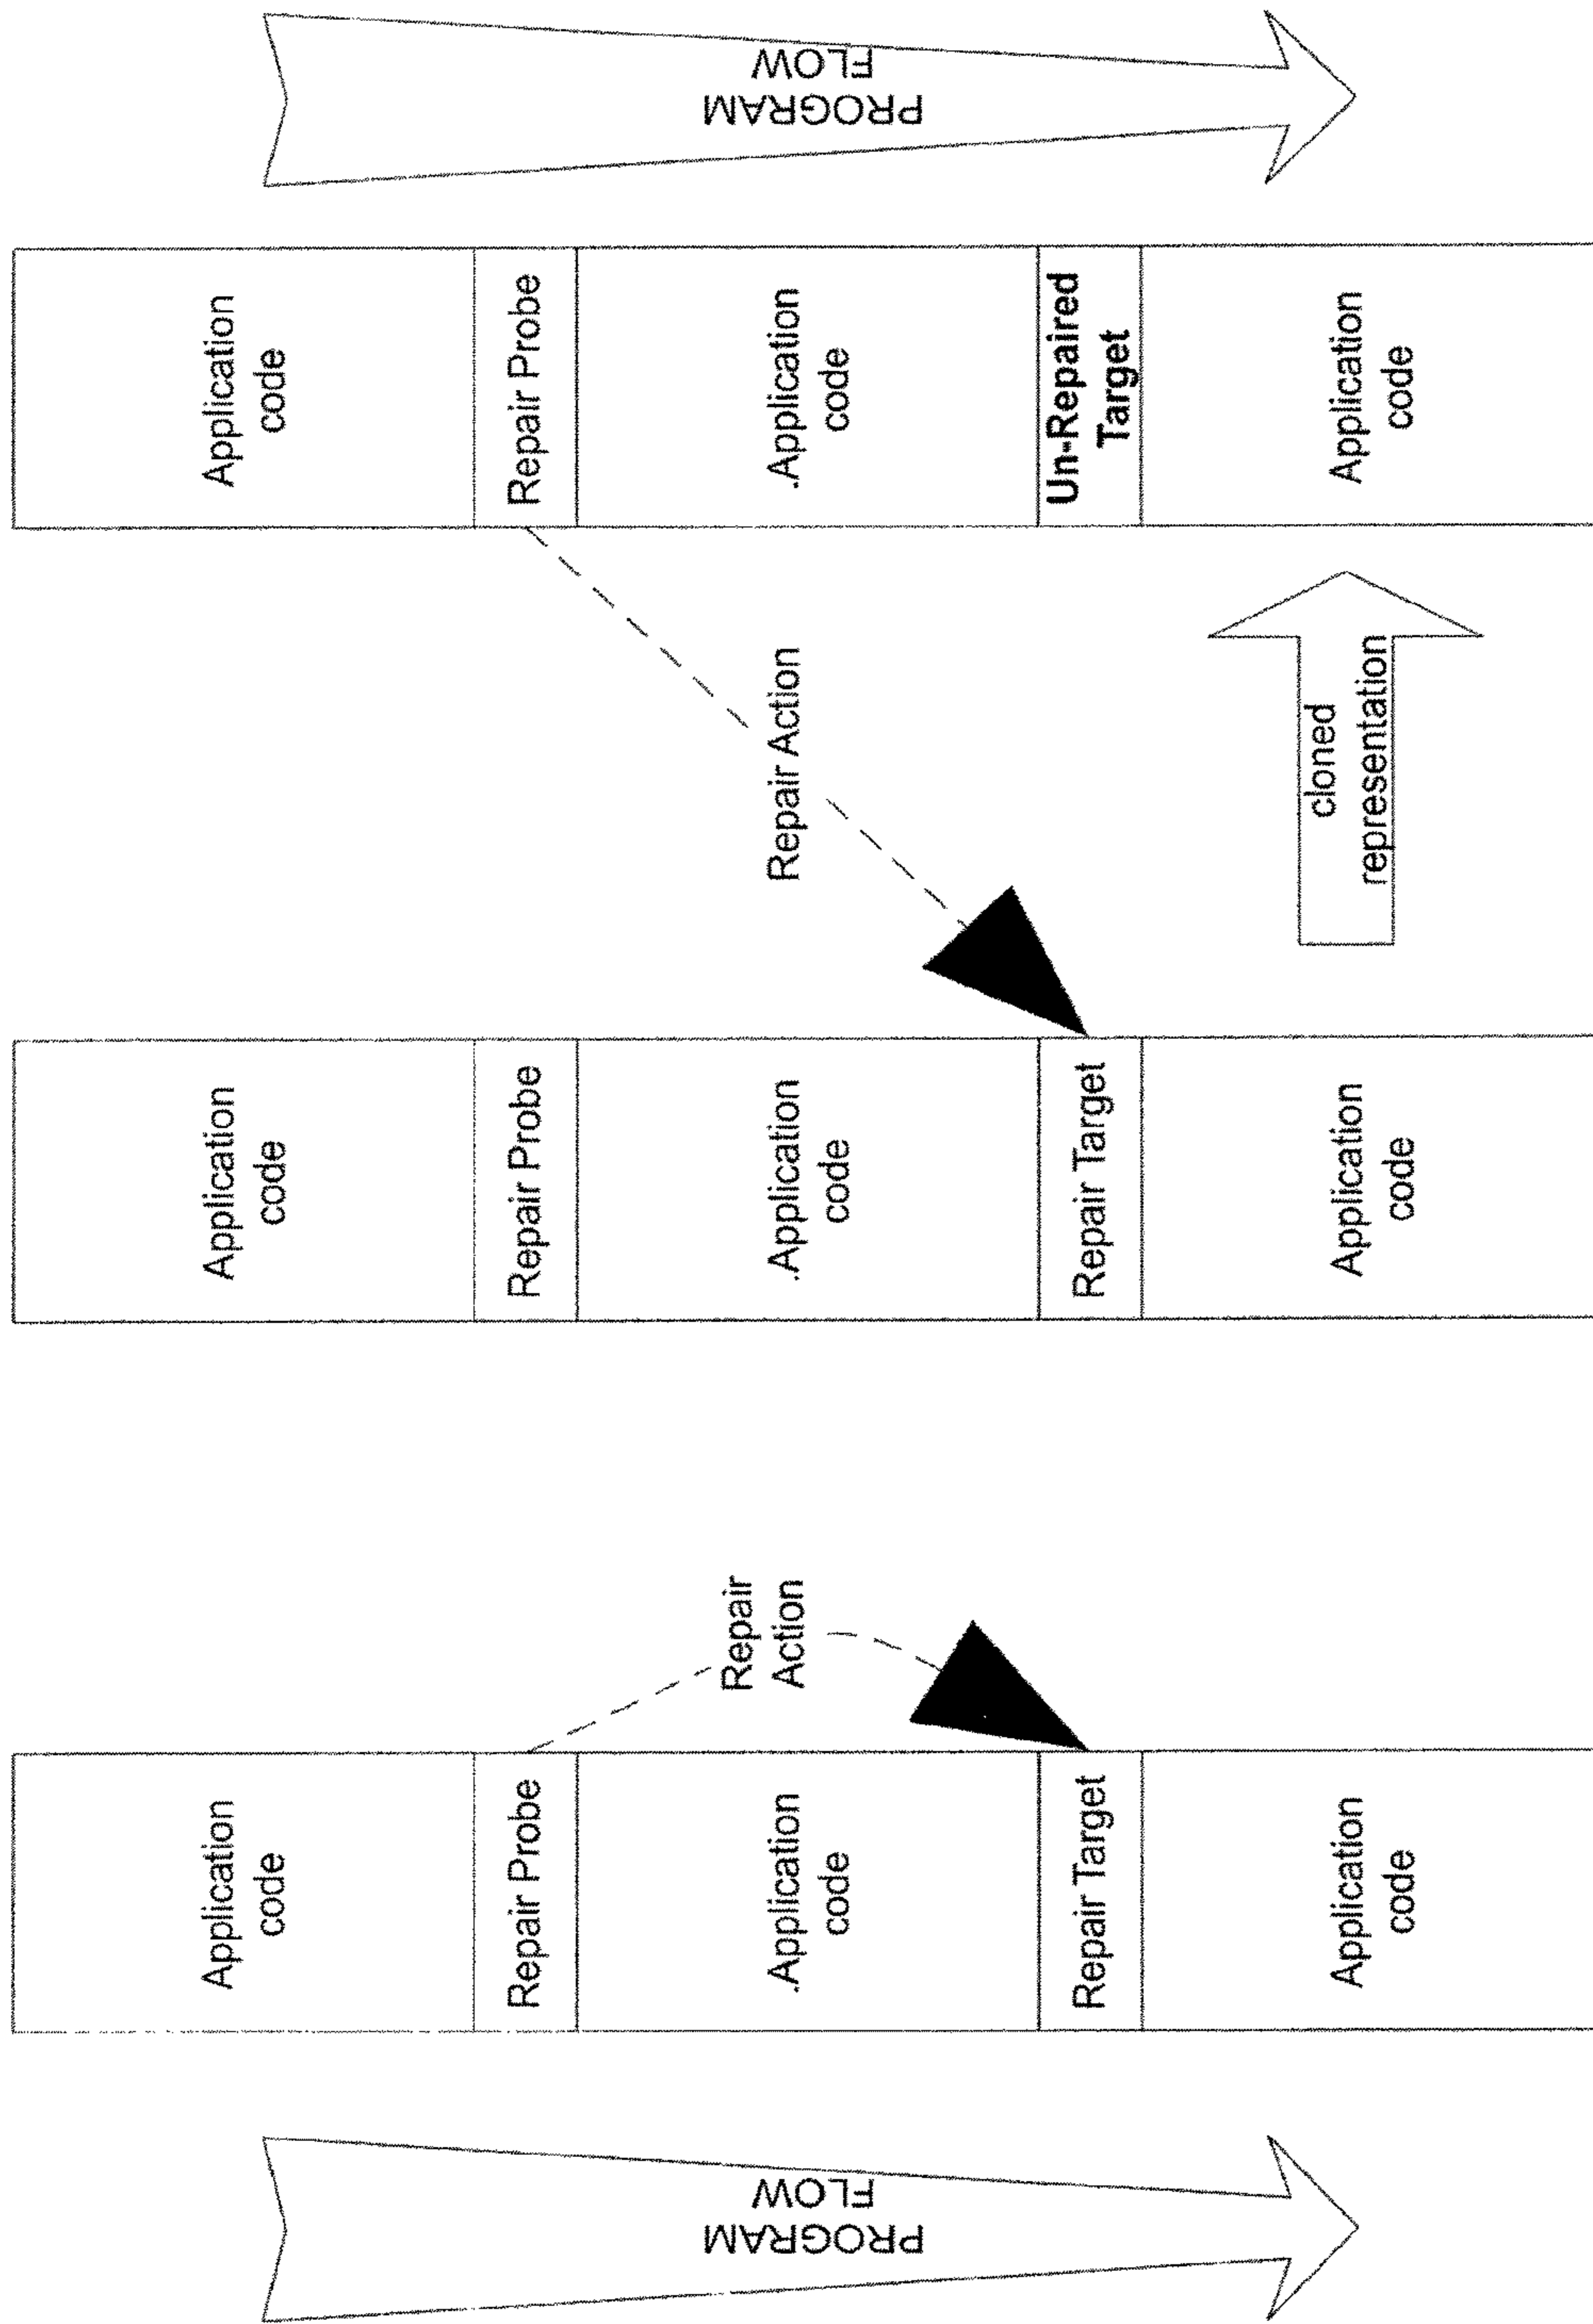 PROGRAM
FLOW
Application
code
Repair Probe
.Application
code
Repair Target
Application
code
Repair
Action
Application
code
Repair Probe
.Application
code
Repair Target
Application
code
Repair Action
cloned
representation
Application
code
Repair Probe
.Application
code
Un-Repaired
Target
Application
code
PROGRAM
FLOW